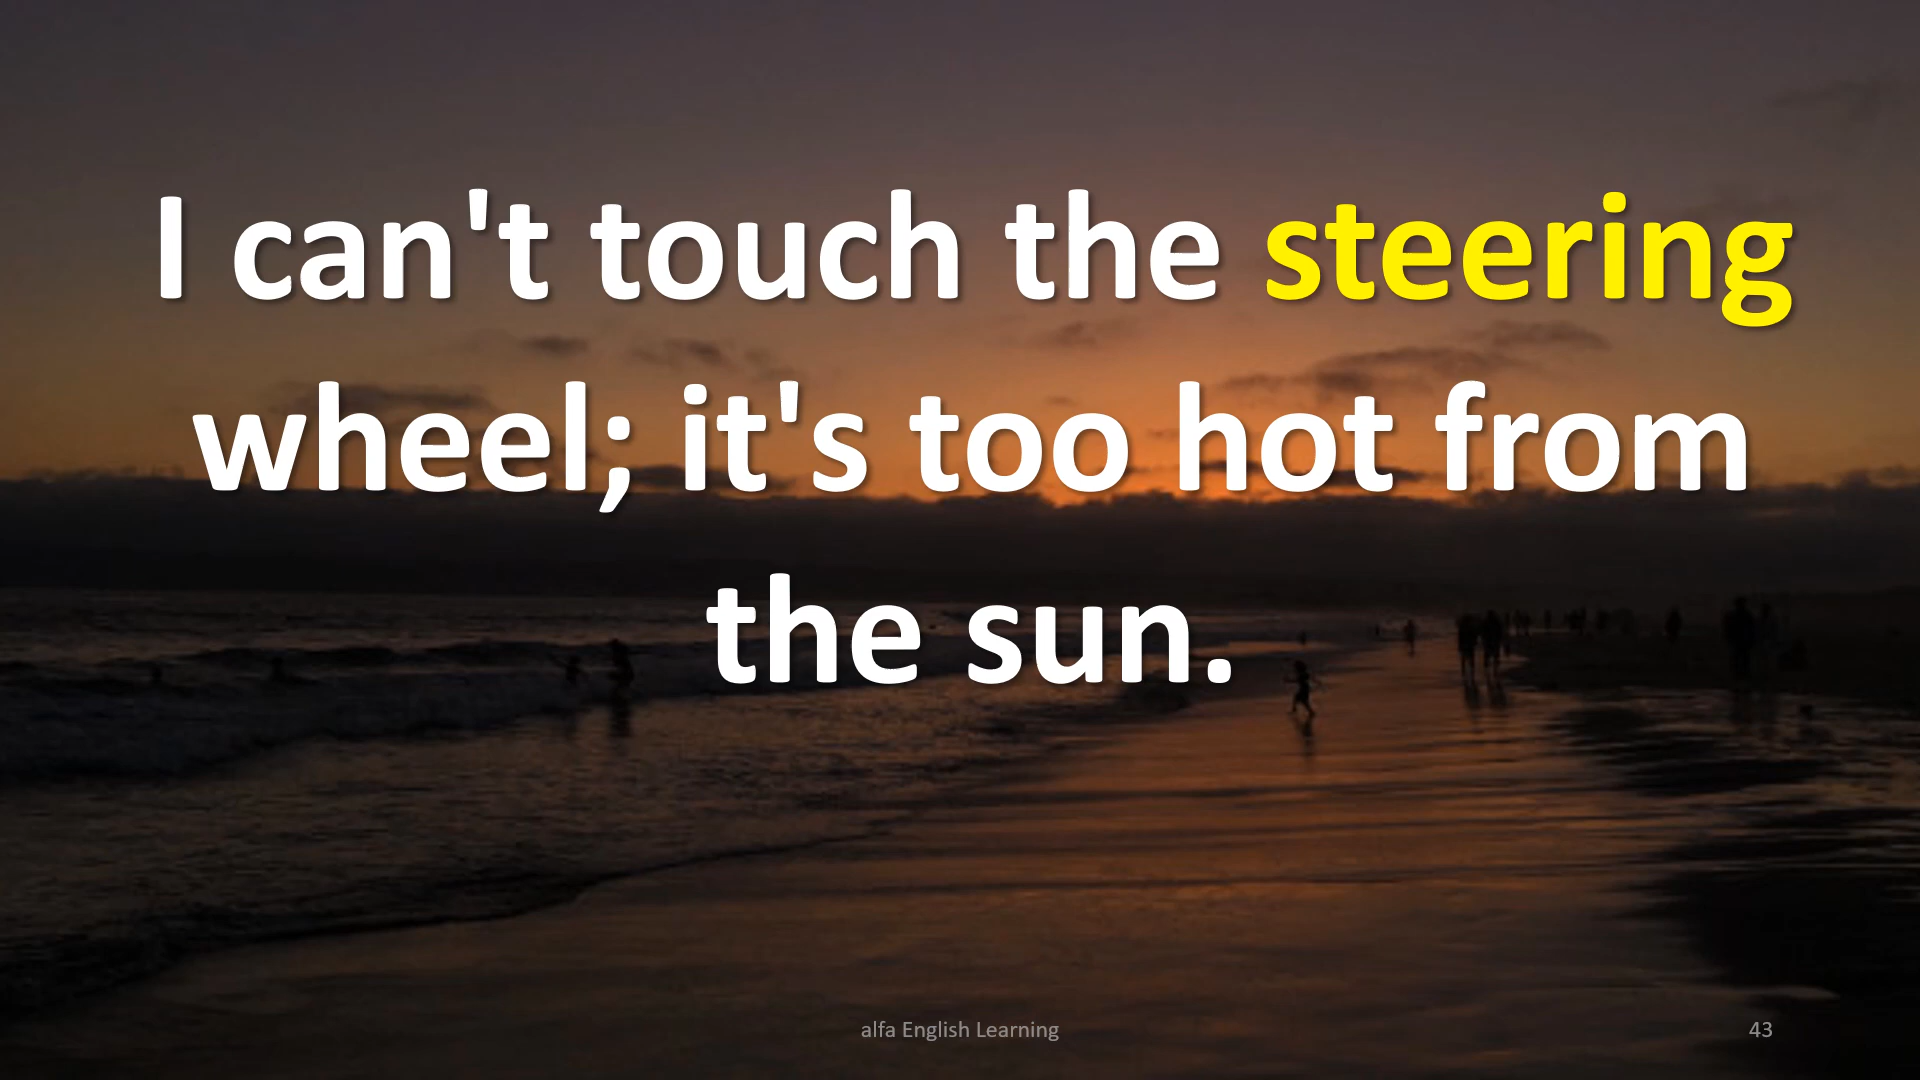 I can't touch the steering
wheel; it's too hot from
the sun.
alfa English Learning
43